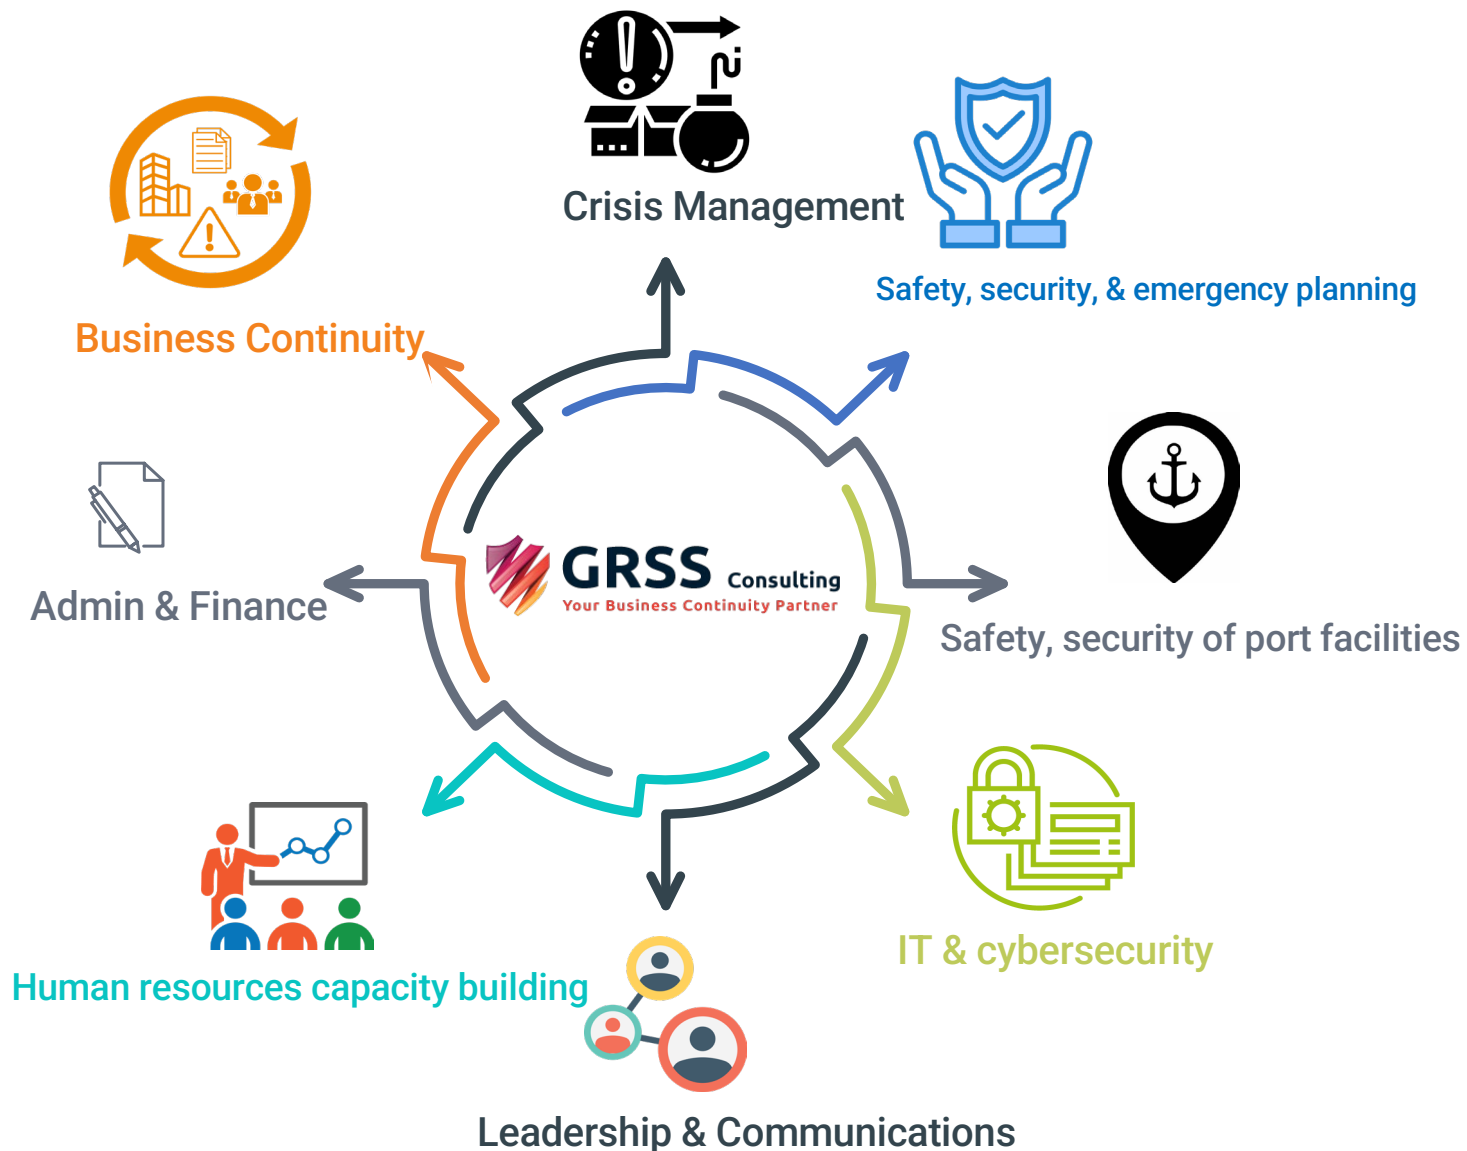 Crisis Management
Safety, security, & emergency planning
Business Continuity
Admin & Finance
GRSS Consulting
Your Business Continuity Partner
Safety, security of port facilities
IT & cybersecurity
Human resources capacity building
Leadership & Communications